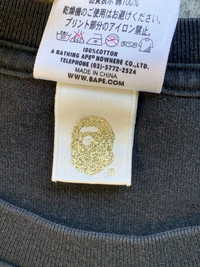 乾燥機のご使用はお避けください。
プリント部分のアイロン禁止。
100%COTTON
A BATHING APE® NOWHERE CO.,LTD.
TELEPHONE (03)-5772-2524
WWW.BAPE.COM
MADE IN CHINA